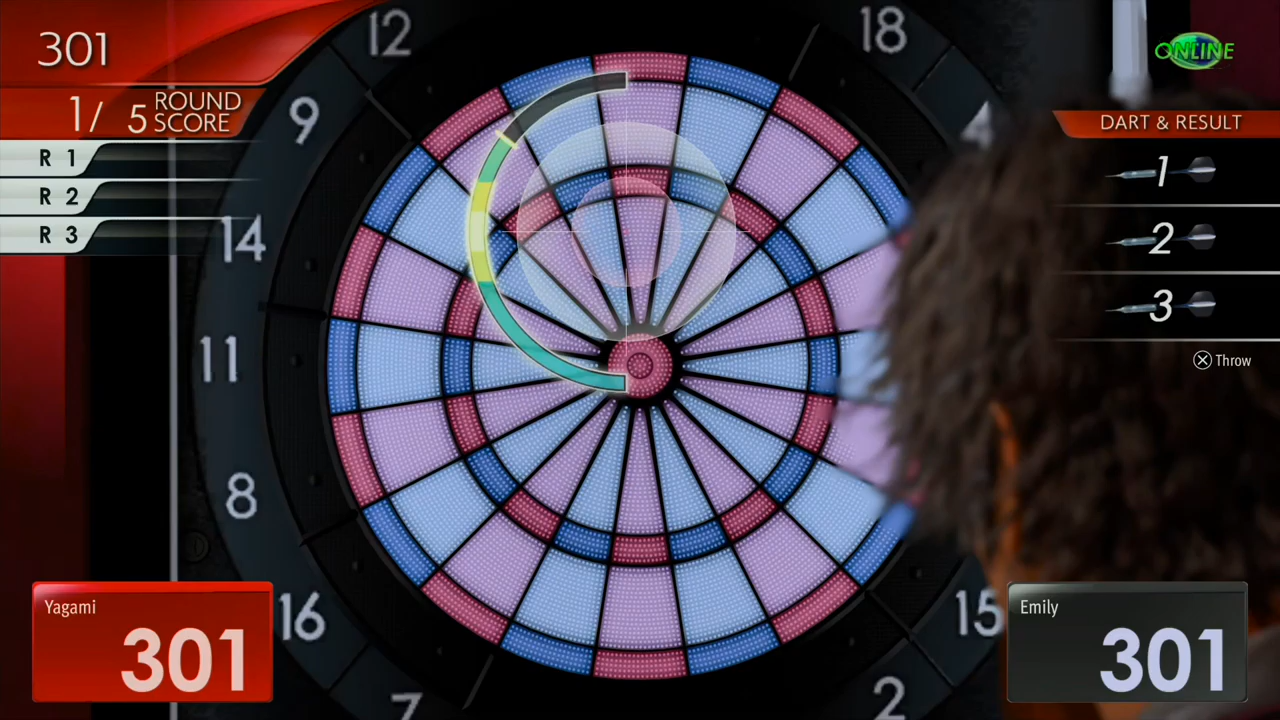 301
1/ 5 ROUND SCORE
R 1
R 2
R 3
ONLINE
DART & RESULT
1
2
3
Throw
12
18
9
4
14
11
8
16
15
7
2
Yagami
301
Emily
301